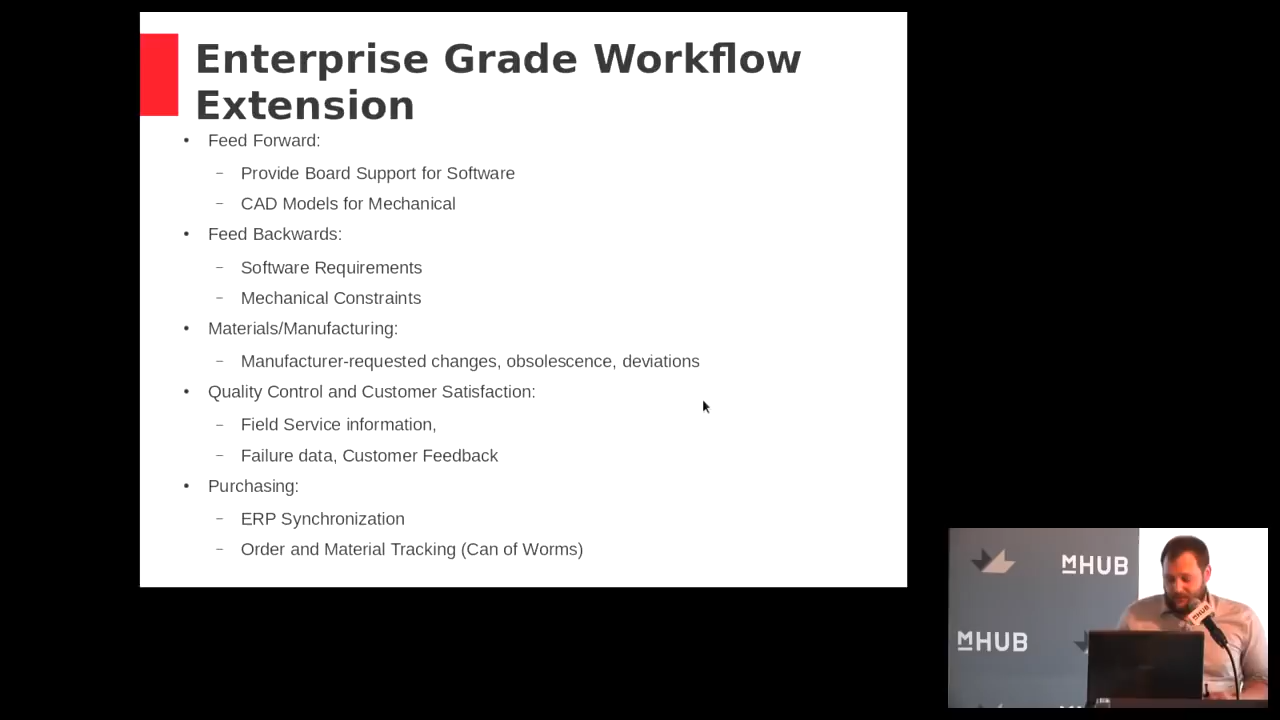 Enterprise Grade Workflow
Extension
• Feed Forward:
– Provide Board Support for Software
– CAD Models for Mechanical
• Feed Backwards:
– Software Requirements
– Mechanical Constraints
• Materials/Manufacturing:
– Manufacturer-requested changes, obsolescence, deviations
• Quality Control and Customer Satisfaction:
– Field Service information,
– Failure data, Customer Feedback
• Purchasing:
– ERP Synchronization
– Order and Material Tracking (Can of Worms)
MHUB
MHUB
MHUB